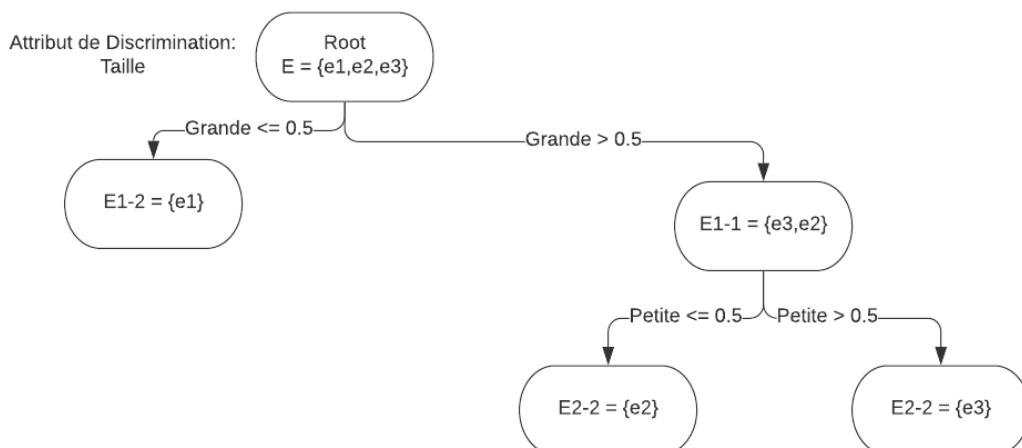 Attribut de Discrimination:
Taille
Root
E = {e1,e2,e3}
Grande <= 0.5
Grande > 0.5
E1-2 = {e1}
E1-1 = {e3,e2}
Petite <= 0.5
Petite > 0.5
E2-2 = {e2}
E2-2 = {e3}